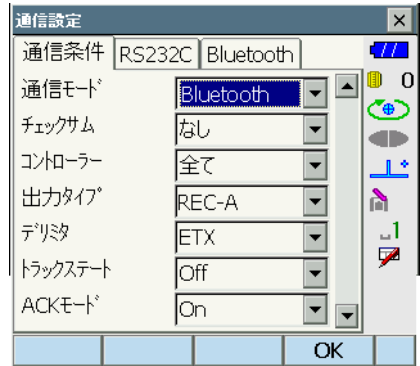 通信設定
通信条件 RS232C Bluetooth
通信ﾓｰﾄﾞ Bluetooth
0
ﾁｪｯｸｻﾑ なし
ｺﾝﾄﾛｰﾗｰ 全て
出力ﾀｲﾌﾟ REC-A
ﾃﾞﾘﾐﾀ ETX
1
ﾄﾗｯｸｽﾃｰﾄ Off
ACKﾓｰﾄﾞ On
OK